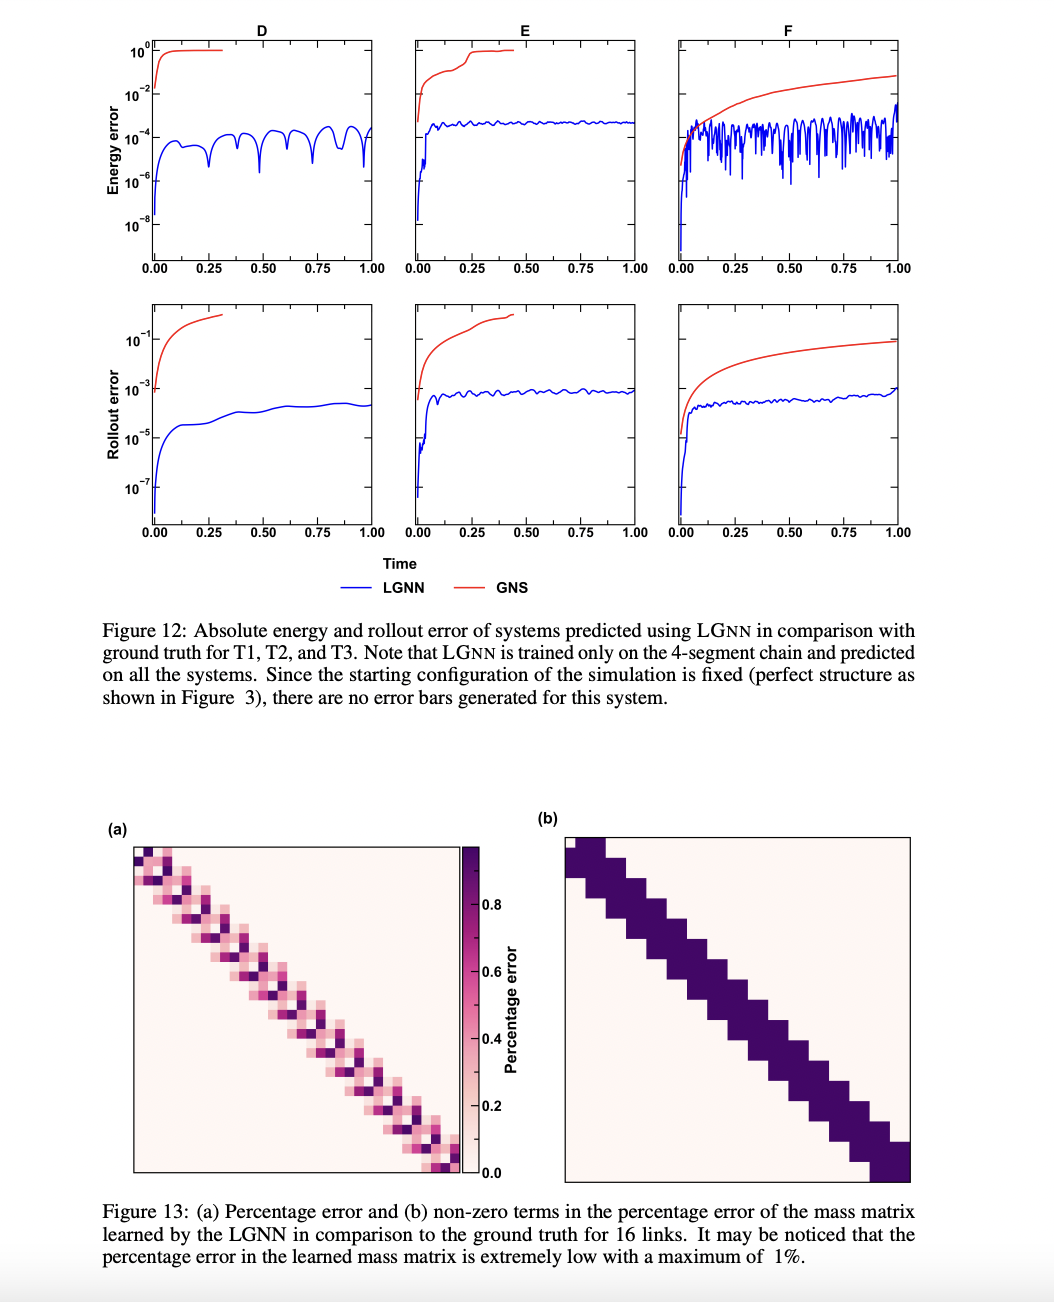 D
E
F
10^0
10^−2
10^−4
10^−6
10^−8
Energy error
0.00 0.25 0.50 0.75 1.00
0.00 0.25 0.50 0.75 1.00
0.00 0.25 0.50 0.75 1.00
10^−1
10^−3
10^−5
10^−7
Rollout error
0.00 0.25 0.50 0.75 1.00
0.00 0.25 0.50 0.75 1.00
0.00 0.25 0.50 0.75 1.00
Time
LGNN GNS
Figure 12: Absolute energy and rollout error of systems predicted using LGNN in comparison with
ground truth for T1, T2, and T3. Note that LGNN is trained only on the 4-segment chain and predicted
on all the systems. Since the starting configuration of the simulation is fixed (perfect structure as
shown in Figure 3), there are no error bars generated for this system.
(a)
0.8
0.6
0.4
0.2
0.0
Percentage error
(b)
Figure 13: (a) Percentage error and (b) non-zero terms in the percentage error of the mass matrix
learned by the LGNN in comparison to the ground truth for 16 links. It may be noticed that the
percentage error in the learned mass matrix is extremely low with a maximum of 1%.